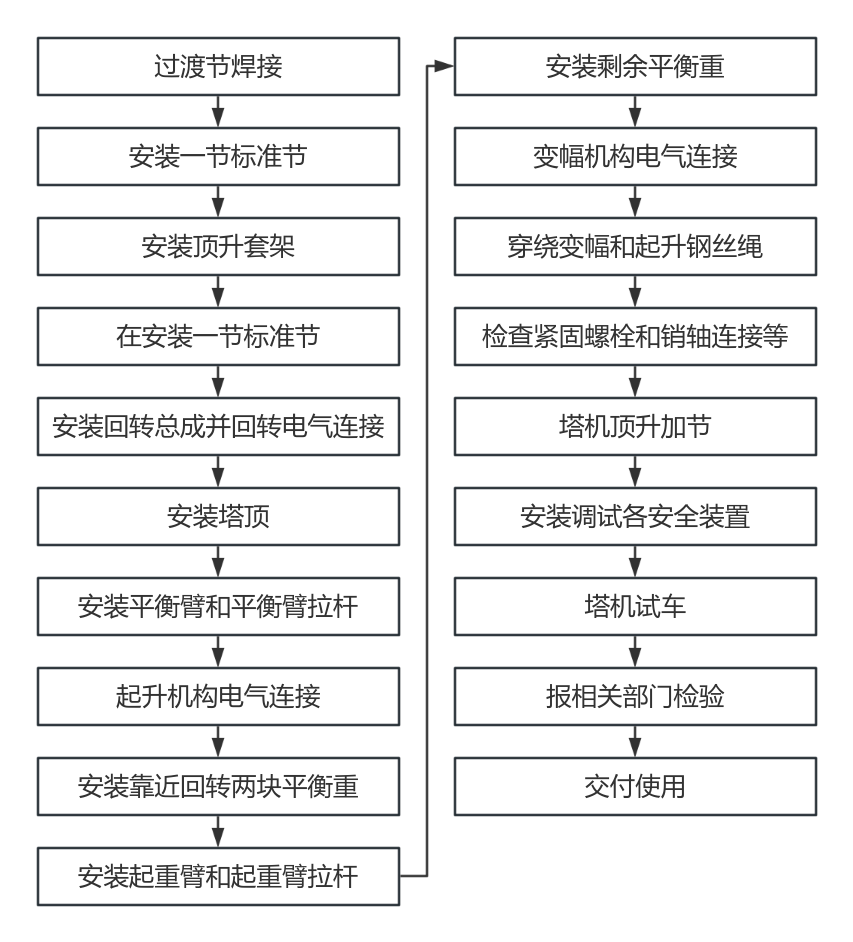 过渡节焊接
安装一节标准节
安装顶升套架
在安装一节标准节
安装回转总成并回转电气连接
安装塔顶
安装平衡臂和平衡臂拉杆
起升机构电气连接
安装靠近回转两块平衡重
安装起重臂和起重臂拉杆
安装剩余平衡重
变幅机构电气连接
穿绕变幅和起升钢丝绳
检查紧固螺栓和销轴连接等
塔机顶升加节
安装调试各安全装置
塔机试车
报相关部门检验
交付使用